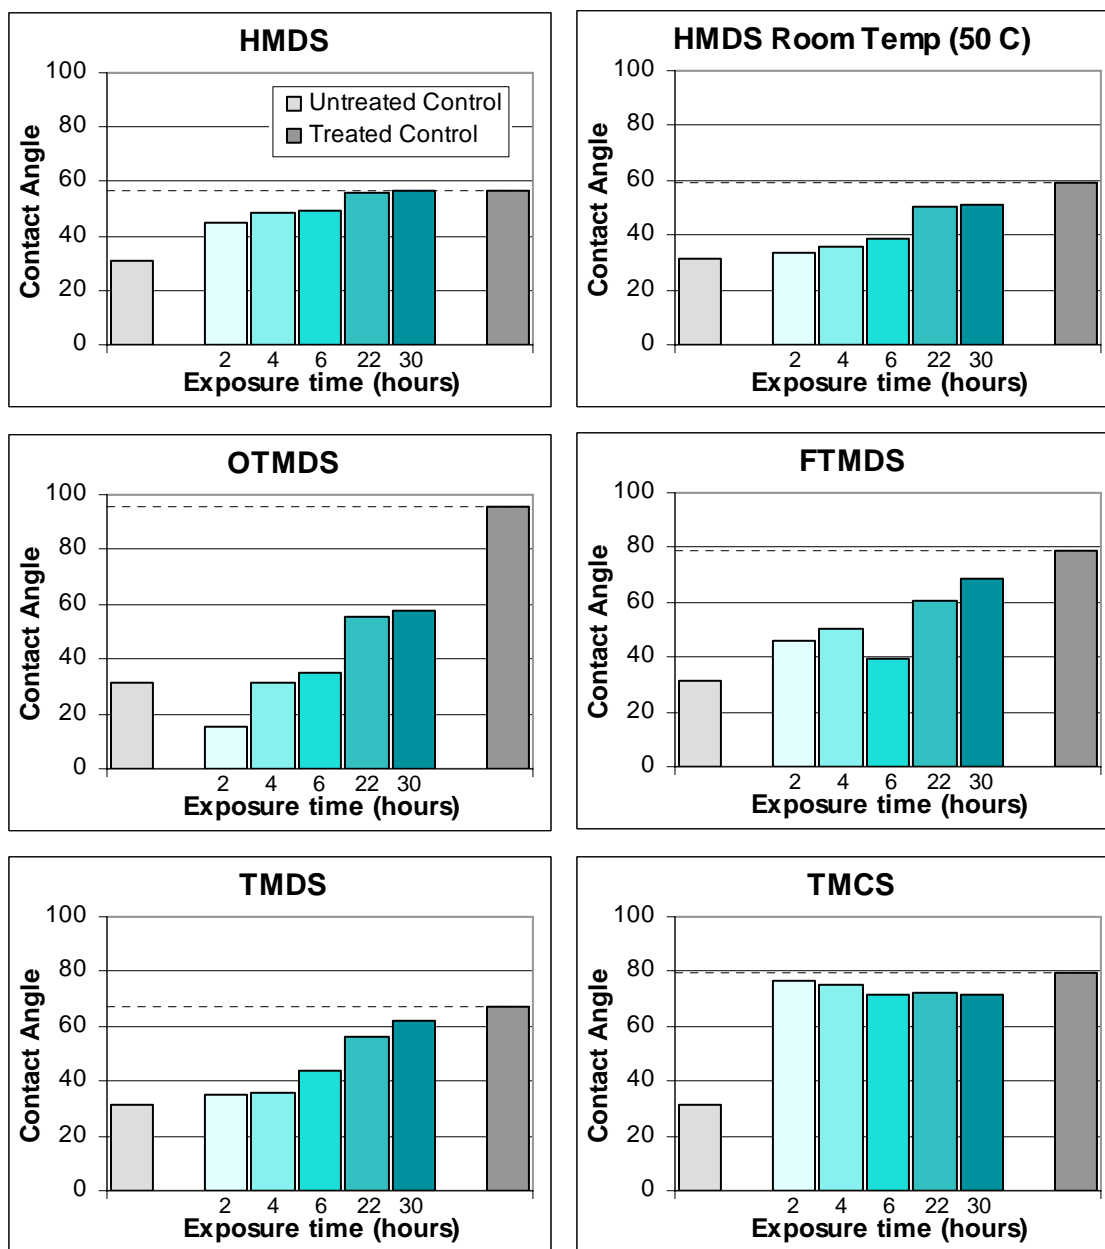 HMDS
100
80
60
40
20
0
Contact Angle
Untreated Control
Treated Control
2 4 6 22 30
Exposure time (hours)
HMDS Room Temp (50 C)
100
80
60
40
20
0
Contact Angle
2 4 6 22 30
Exposure time (hours)
OTMDS
100
80
60
40
20
0
Contact Angle
2 4 6 22 30
Exposure time (hours)
FTMDS
100
80
60
40
20
0
Contact Angle
2 4 6 22 30
Exposure time (hours)
TMDS
100
80
60
40
20
0
Contact Angle
2 4 6 22 30
Exposure time (hours)
TMCS
100
80
60
40
20
0
Contact Angle
2 4 6 22 30
Exposure time (hours)